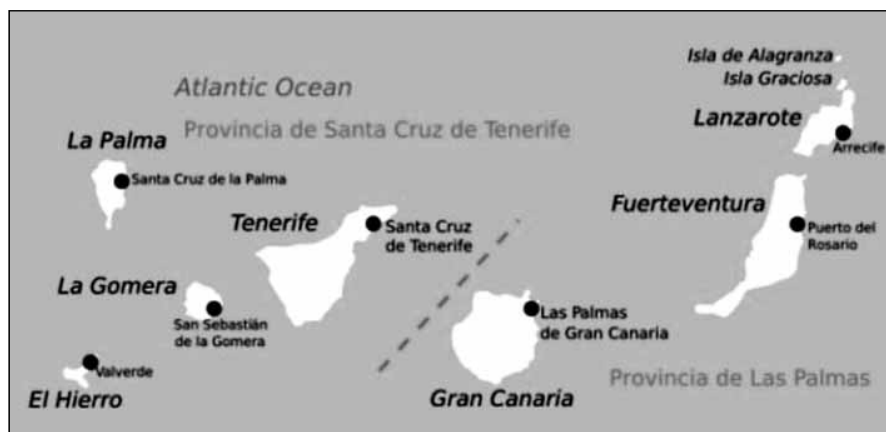 Isla de Alagranza
Isla Graciosa
Atlantic Ocean
Lanzarote
Provincia de Santa Cruz de Tenerife
La Palma
Arrecife
Santa Cruz de la Palma
Fuerteventura
Tenerife
Santa Cruz
de Tenerife
Puerto del
Rosario
La Gomera
San Sebastián
de la Gomera
Las Palmas
de Gran Canaria
Valverde
Provincia de Las Palmas
El Hierro
Gran Canaria